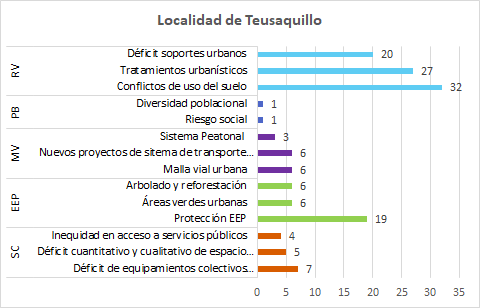 Localidad de Teusaquillo
RV
Déficit soportes urbanos 20
Tratamientos urbanísticos 27
Conflictos de uso del suelo 32
PB
Diversidad poblacional 1
Riesgo social 1
MV
Sistema Peatonal 3
Nuevos proyectos de sitema de transporte... 6
Malla vial urbana 6
EEP
Arbolado y reforestación 6
Áreas verdes urbanas 6
Protección EEP 19
SC
Inequidad en acceso a servicios públicos 4
Déficit cuantitativo y cualitativo de espacio... 5
Déficit de equipamientos colectivos... 7
0 5 10 15 20 25 30 35